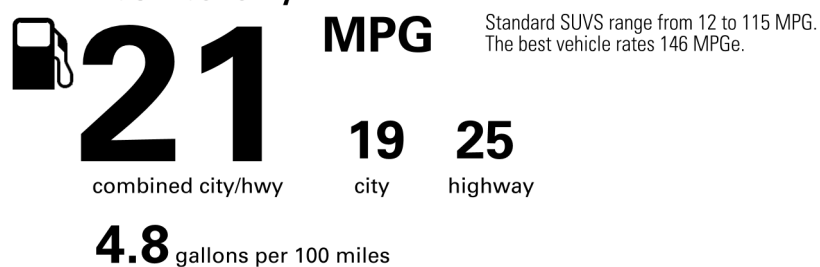 MPG
Standard SUVS range from 12 to 115 MPG.
The best vehicle rates 146 MPGe.
21
combined city/hwy
19
city
25
highway
4.8 gallons per 100 miles